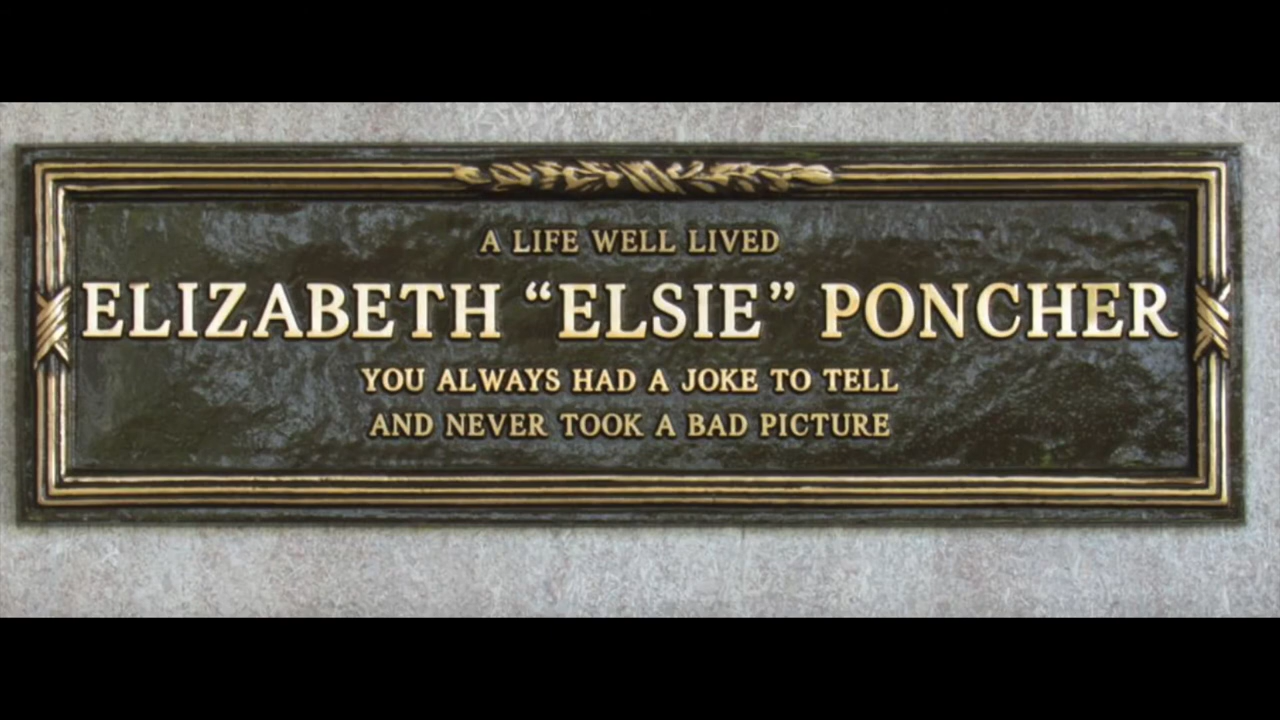 A LIFE WELL LIVED
ELIZABETH “ELSIE” PONCHER
YOU ALWAYS HAD A JOKE TO TELL
AND NEVER TOOK A BAD PICTURE